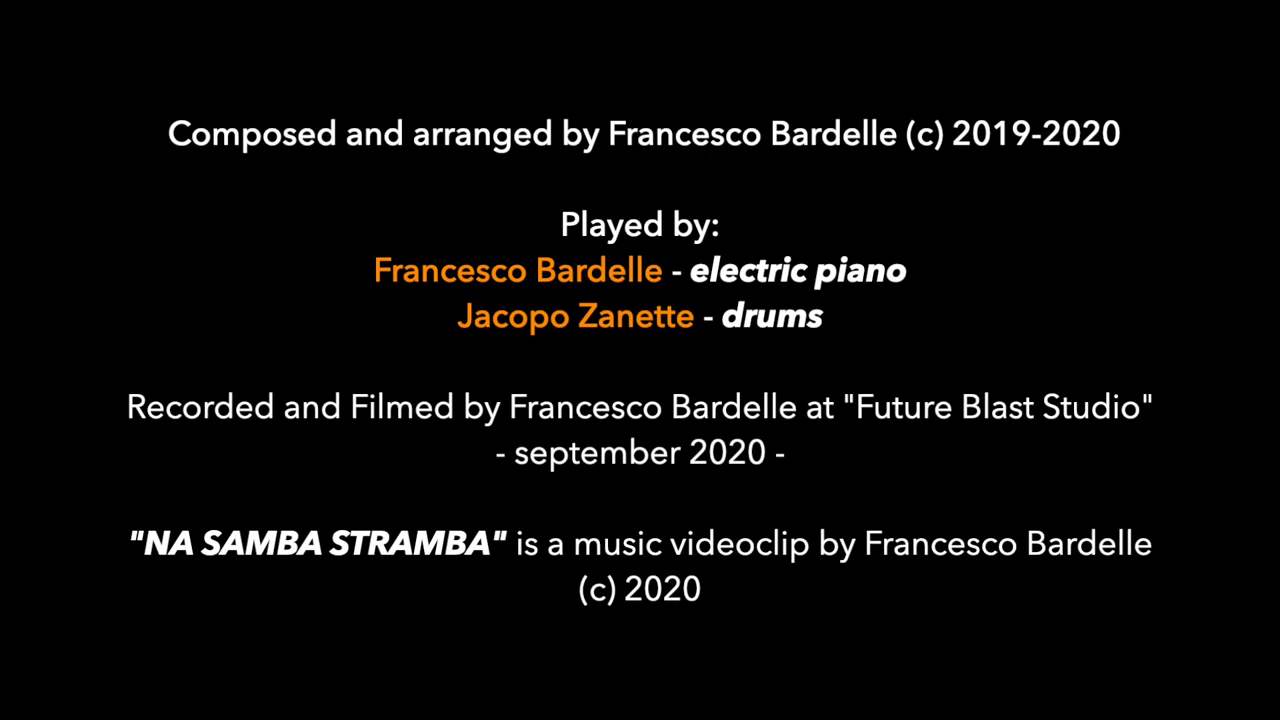 Composed and arranged by Francesco Bardelle (c) 2019-2020
Played by:
Francesco Bardelle - electric piano
Jacopo Zanette - drums
Recorded and Filmed by Francesco Bardelle at "Future Blast Studio"
- september 2020 -
"NA SAMBA STRAMBA" is a music videoclip by Francesco Bardelle
(c) 2020